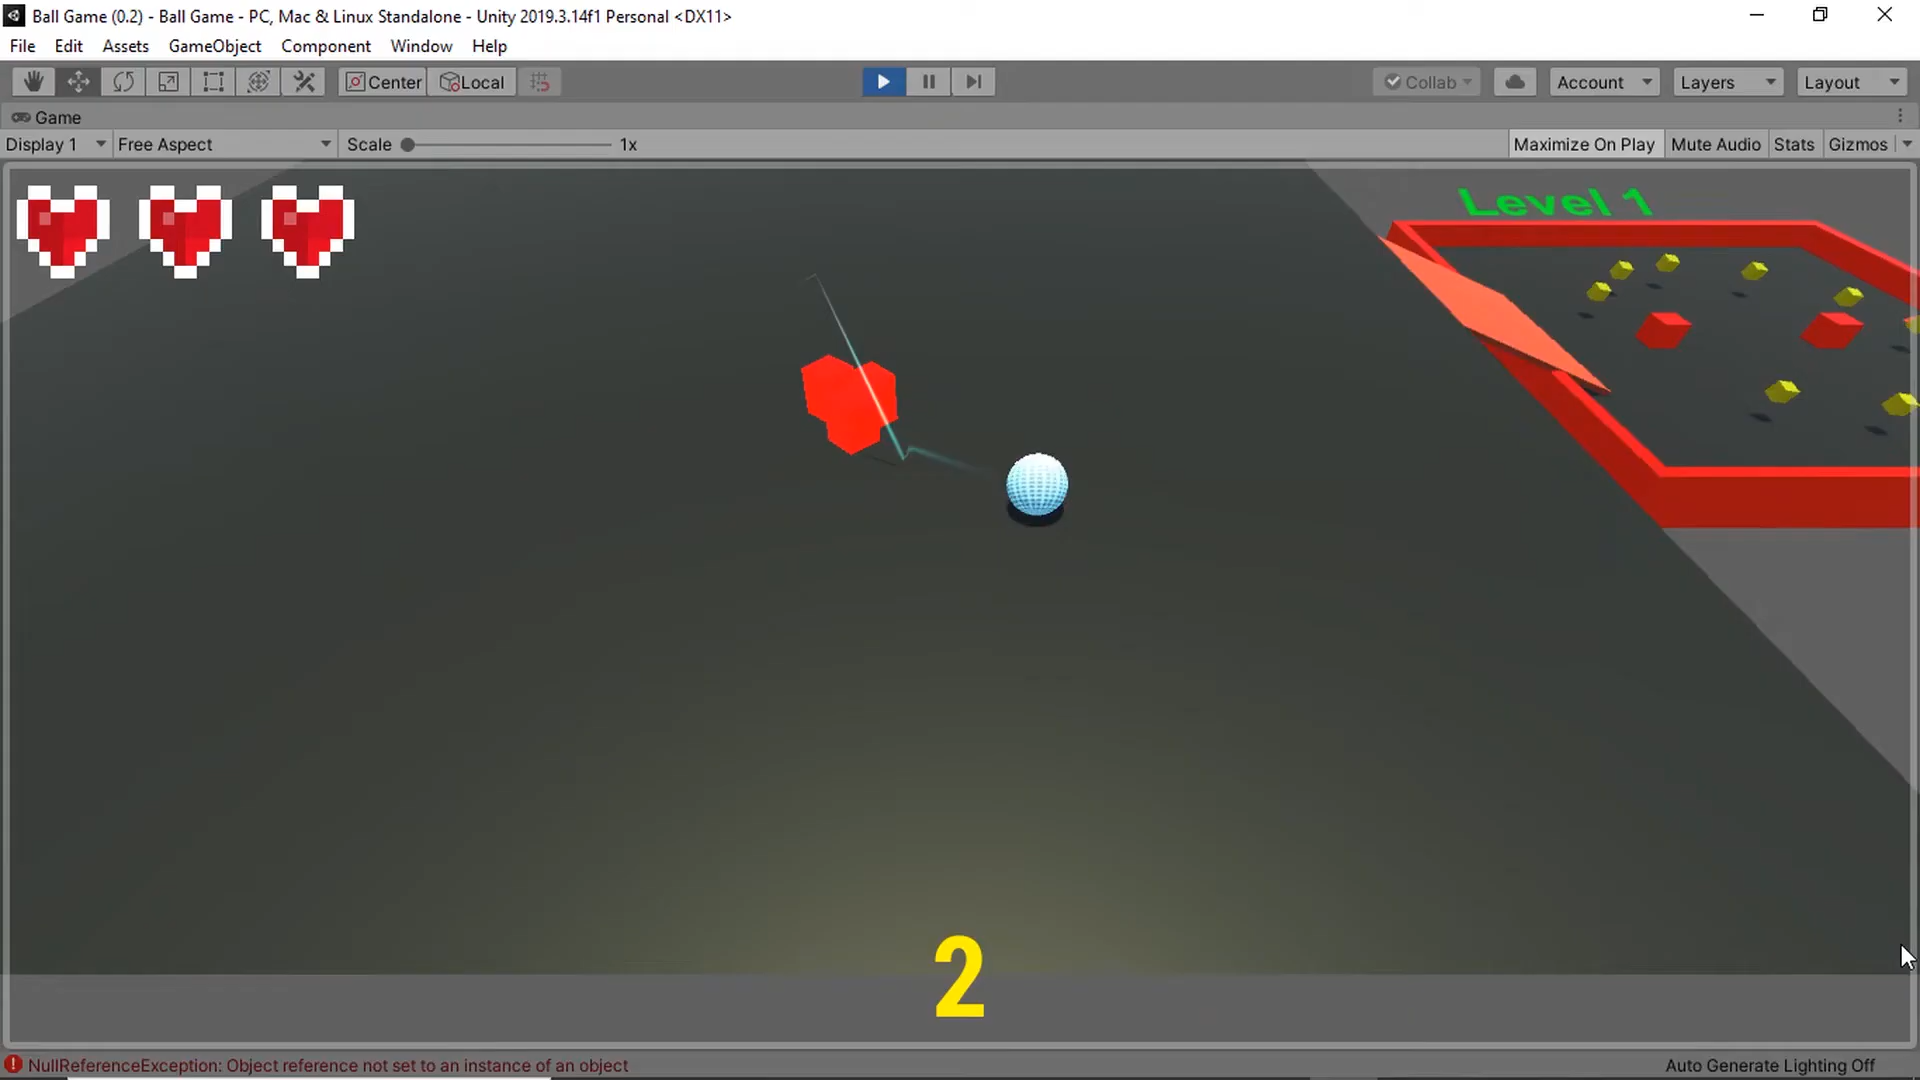 Ball Game (0.2) - Ball Game - PC, Mac & Linux Standalone - Unity 2019.3.14f1 Personal <DX11>
File Edit Assets GameObject Component Window Help
Center Local Collab Account Layers Layout
Game
Display 1 Free Aspect Scale 1x Maximize On Play Mute Audio Stats Gizmos
Level 1
2
NullReferenceException: Object reference not set to an instance of an object Auto Generate Lighting Off